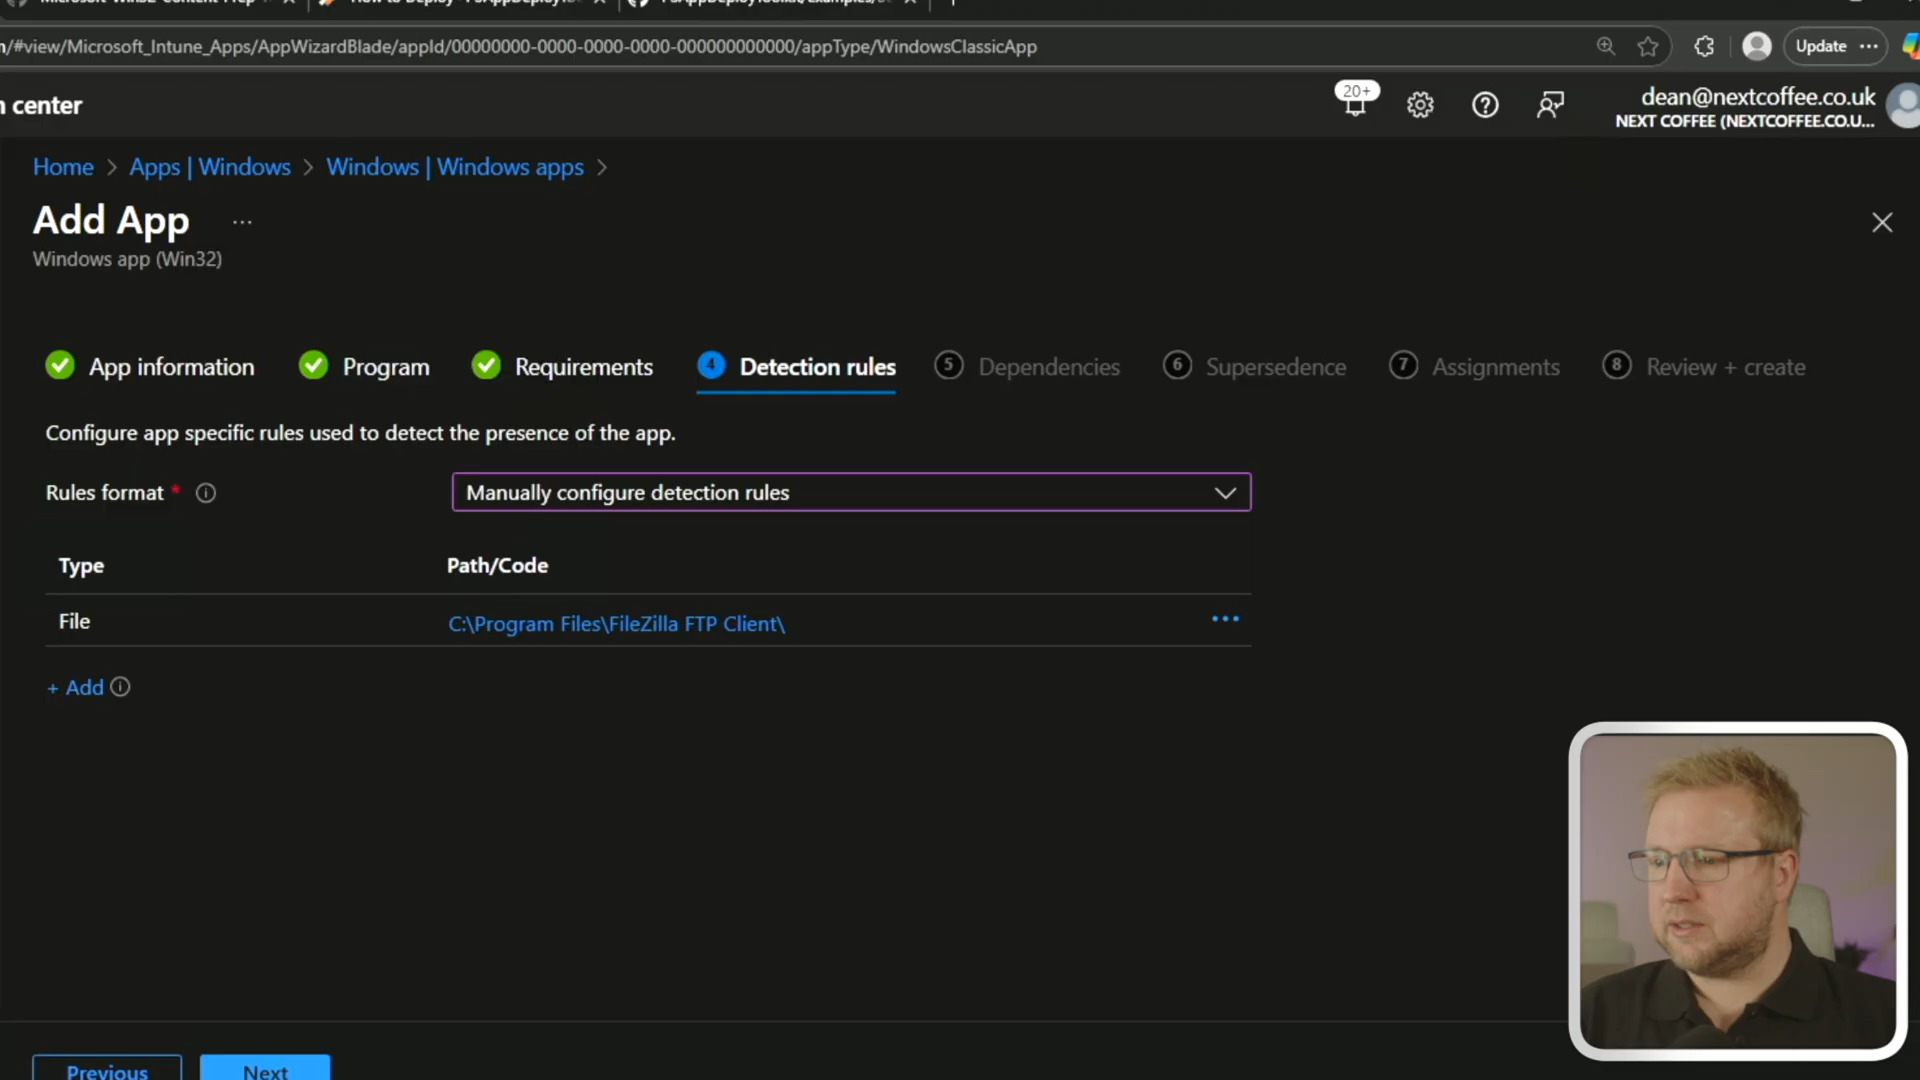 /#view/Microsoft_Intune_Apps/AppWizardBlade/appId/00000000-0000-0000-0000-000000000000/appType/WindowsClassicApp
Update
center
20+
dean@nextcoffee.co.uk
NEXT COFFEE (NEXTCOFFEE.CO.U...
Home > Apps | Windows > Windows | Windows apps >
Add App ...
Windows app (Win32)
App information Program Requirements 4 Detection rules 5 Dependencies 6 Supersedence 7 Assignments 8 Review + create
Configure app specific rules used to detect the presence of the app.
Rules format * Manually configure detection rules
Type Path/Code
File C:\Program Files\FileZilla FTP Client\ ...
+ Add
Previous Next